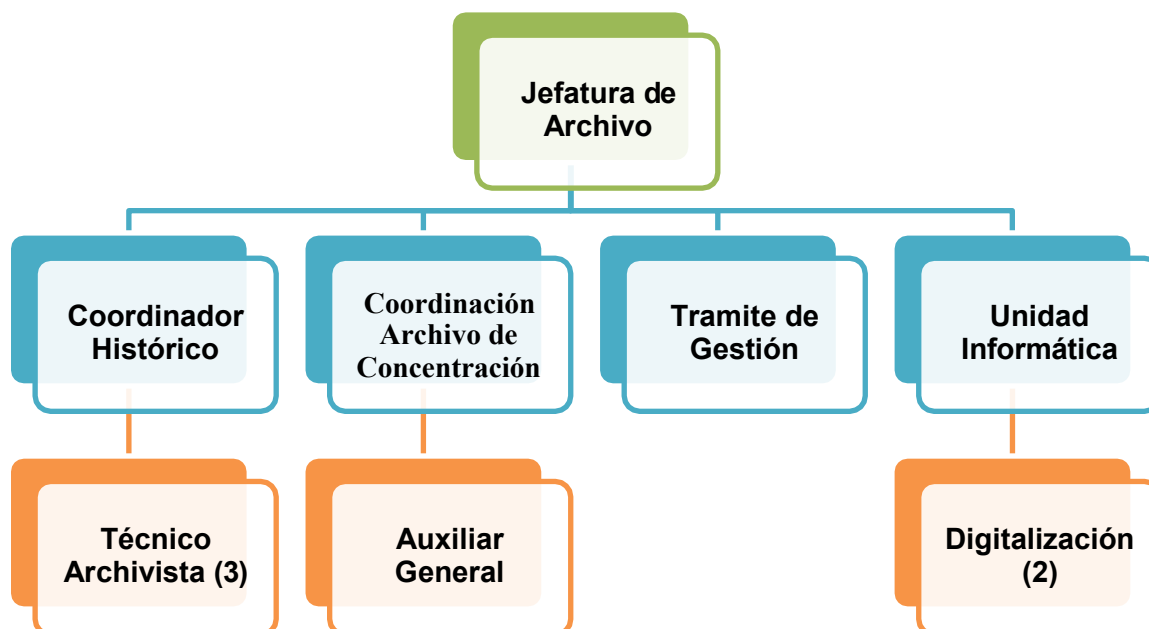 Jefatura de
Archivo
Coordinador
Histórico
Coordinación
Archivo de
Concentración
Tramite de
Gestión
Unidad
Informática
Técnico
Archivista (3)
Auxiliar
General
Digitalización
(2)